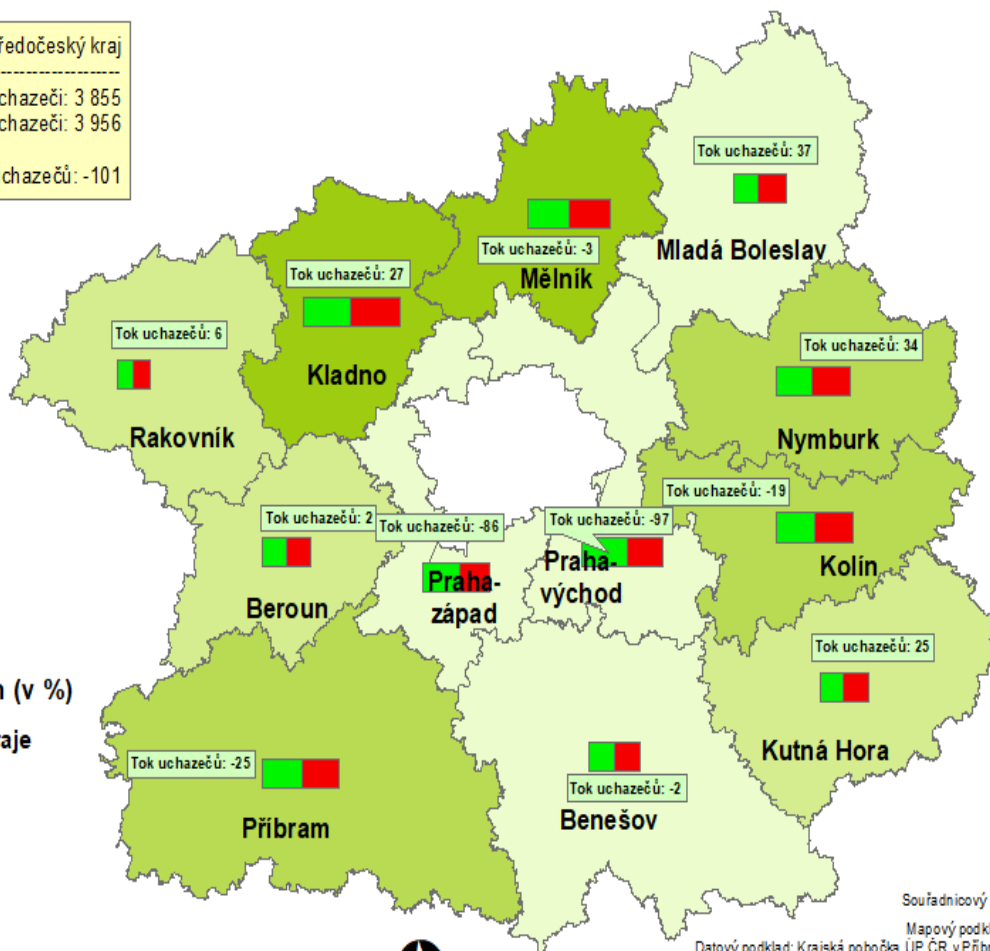 ředočeský kraj
--------------------
chazeči: 3 855
chazeči: 3 956
chazečů: -101
Tok uchazečů: 37
Mladá Boleslav
Tok uchazečů: -3
Mělník
Tok uchazečů: 27
Kladno
Tok uchazečů: 6
Rakovník
Tok uchazečů: 34
Nymburk
Tok uchazečů: -19
Kolín
Tok uchazečů: 2
Beroun
Tok uchazečů: -86
Praha-
západ
Tok uchazečů: -97
Praha-
východ
Tok uchazečů: 25
Kutná Hora
Tok uchazečů: -25
Příbram
Tok uchazečů: -2
Benešov
(v %)
raje
Souřadnicový
Mapový podkl
Datový podklad: Krajská pobočka ÚP ČR v Příbr